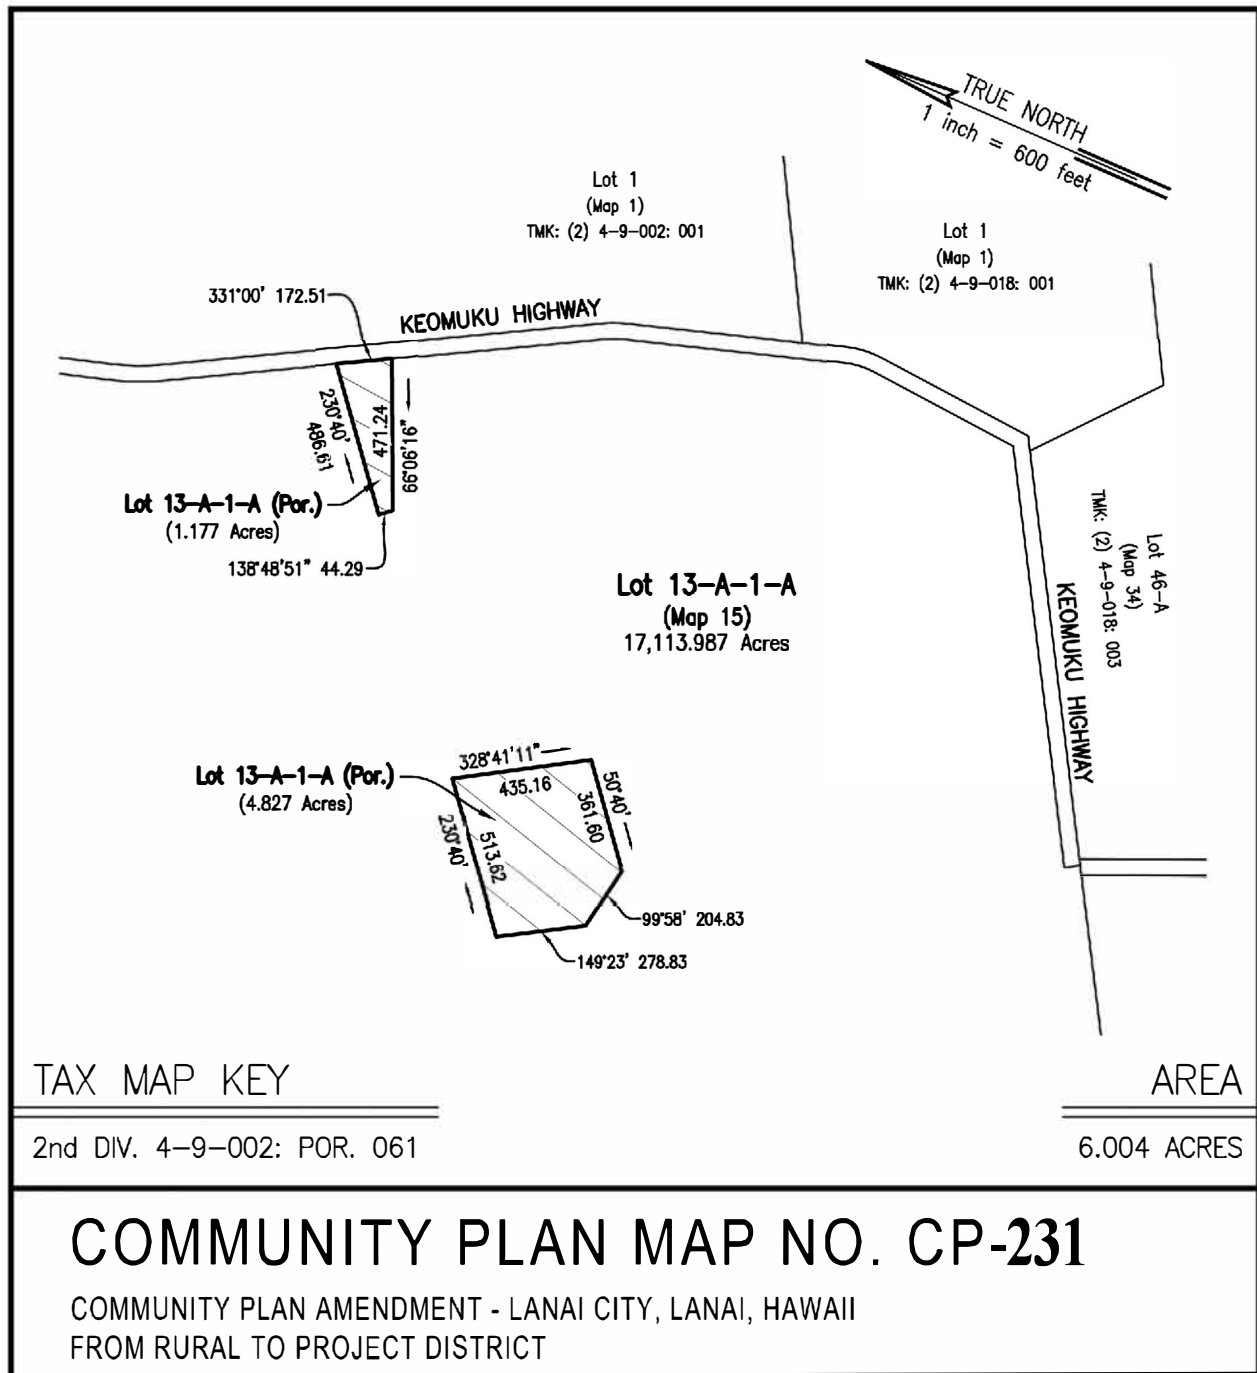 TRUE NORTH
1 inch = 600 feet
Lot 1
(Map 1)
TMK: (2) 4-9-002: 001
Lot 1
(Map 1)
TMK: (2) 4-9-018: 001
331°00' 172.51
KEOMUKU HIGHWAY
230°40'
486.61
471.24
66°06'16"
Lot 13-A-1-A (Por.)
(1.177 Acres)
138°48'51" 44.29
Lot 13-A-1-A
(Map 15)
17,113.987 Acres
Lot 46-A
(Map 34)
TMK: (2) 4-9-018: 003
KEOMUKU HIGHWAY
328°41'11"
435.16
Lot 13-A-1-A (Por.)
(4.827 Acres)
50°40'
361.60
230°40'
513.62
99°58' 204.83
149°23' 278.83
TAX MAP KEY
2nd DIV. 4-9-002: POR. 061
AREA
6.004 ACRES
COMMUNITY PLAN MAP NO. CP-231
COMMUNITY PLAN AMENDMENT - LANAI CITY, LANAI, HAWAII
FROM RURAL TO PROJECT DISTRICT